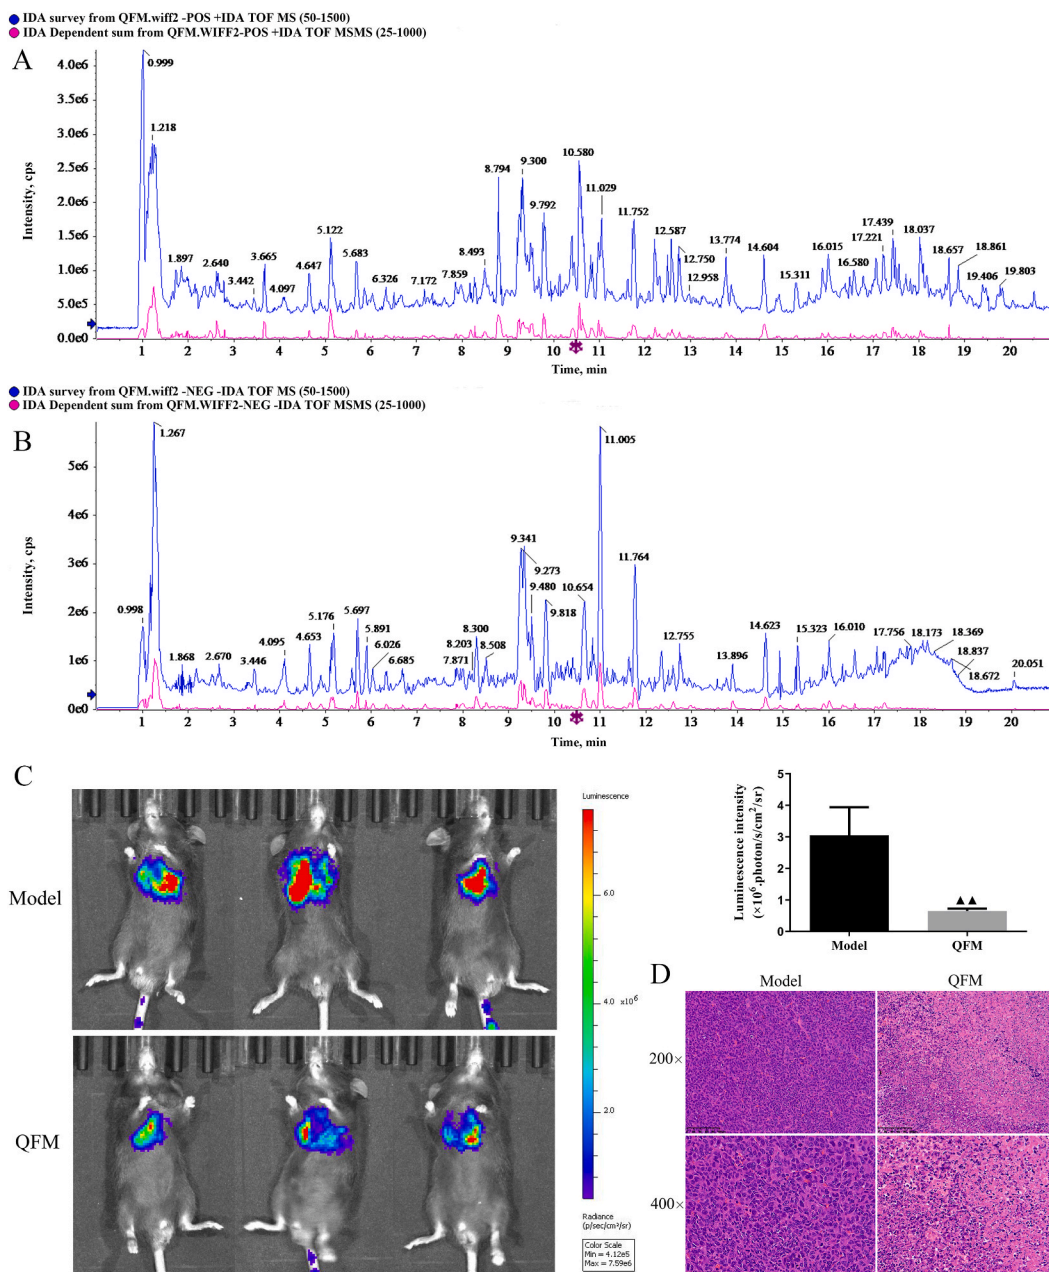 IDA survey from QFM.wiff2 -POS +IDA TOF MS (50-1500)
IDA Dependent sum from QFM.WIFF2-POS +IDA TOF MSMS (25-1000)
A
Intensity, cps
4.0e6
3.5e6
3.0e6
2.5e6
2.0e6
1.5e6
1.0e6
5.0e5
0.0e0
0.999
1.218
1.897
2.640
3.442
3.665
4.097
4.647
5.122
5.683
6.326
7.172
7.859
8.493
8.794
9.300
9.792
10.580
11.029
11.752
12.587
12.750
12.958
13.774
14.604
15.311
16.015
16.580
17.221
17.439
18.037
18.657
18.861
19.406
19.803
1 2 3 4 5 6 7 8 9 10 11 12 13 14 15 16 17 18 19 20
Time, min
IDA survey from QFM.wiff2 -NEG -IDA TOF MS (50-1500)
IDA Dependent sum from QFM.WIFF2-NEG -IDA TOF MSMS (25-1000)
B
Intensity, cps
5e6
4e6
3e6
2e6
1e6
0e0
0.998
1.267
1.868
2.670
3.446
4.095
4.653
5.176
5.697
5.891
6.026
6.685
7.871
8.203
8.300
8.508
9.341
9.273
9.480
9.818
10.654
11.005
11.764
12.755
13.896
14.623
15.323
16.010
17.756
18.173
18.369
18.837
18.672
20.051
1 2 3 4 5 6 7 8 9 10 11 12 13 14 15 16 17 18 19 20
Time, min
C
Model
QFM
Luminescence
6.0
4.0 x10⁶
2.0
Radiance
(p/sec/cm²/sr)
Color Scale
Min = 4.12e5
Max = 7.59e6
Luminescence intensity
(×10⁶.photon/s/cm²/sr)
5
4
3
2
1
0
▲▲
Model QFM
D
Model QFM
200×
400×